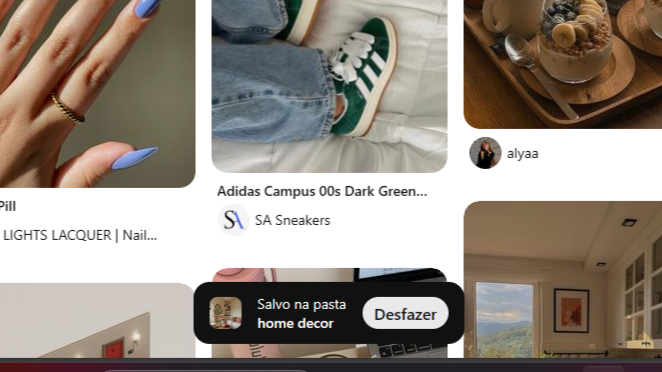 Pill
LIGHTS LACQUER | Nail...
Adidas Campus 00s Dark Green...
SA
SA Sneakers
alyaa
Salvo na pasta
home decor
Desfazer